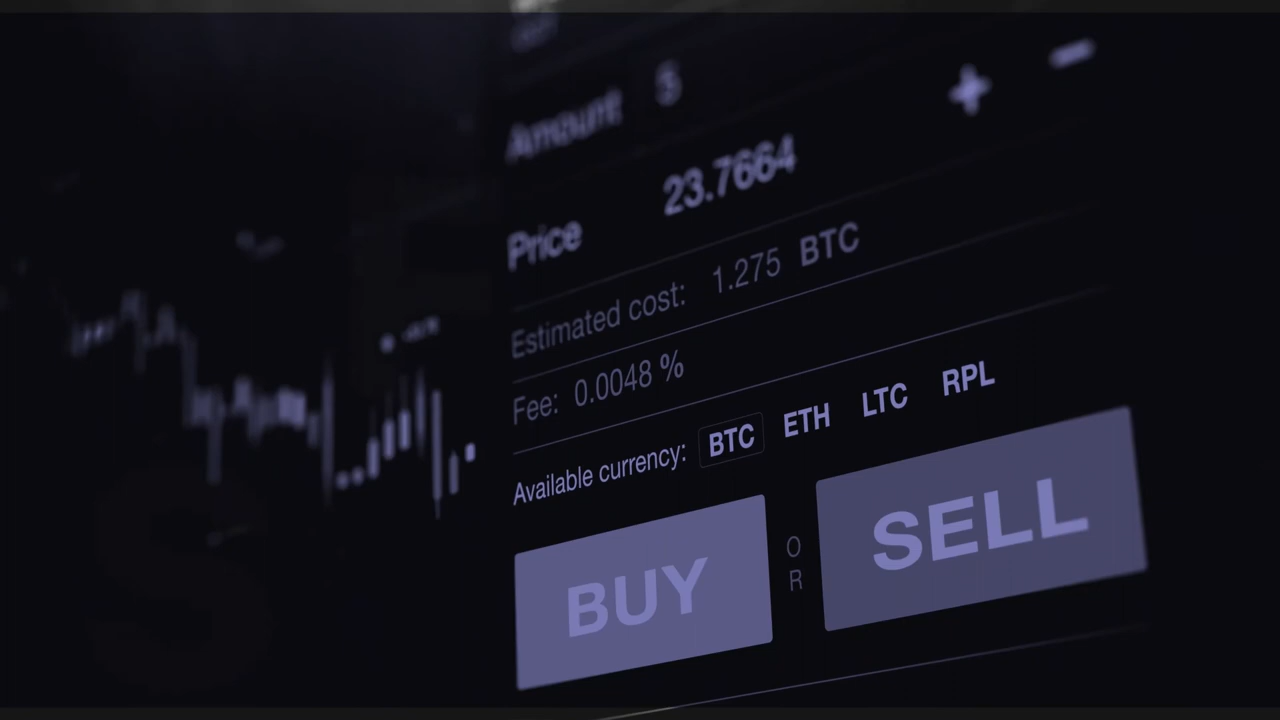 Amount 5
Price 23.7664
Estimated cost: 1.275 BTC
Fee: 0.0048 %
Available currency: BTC ETH LTC RPL
BUY
OR
SELL